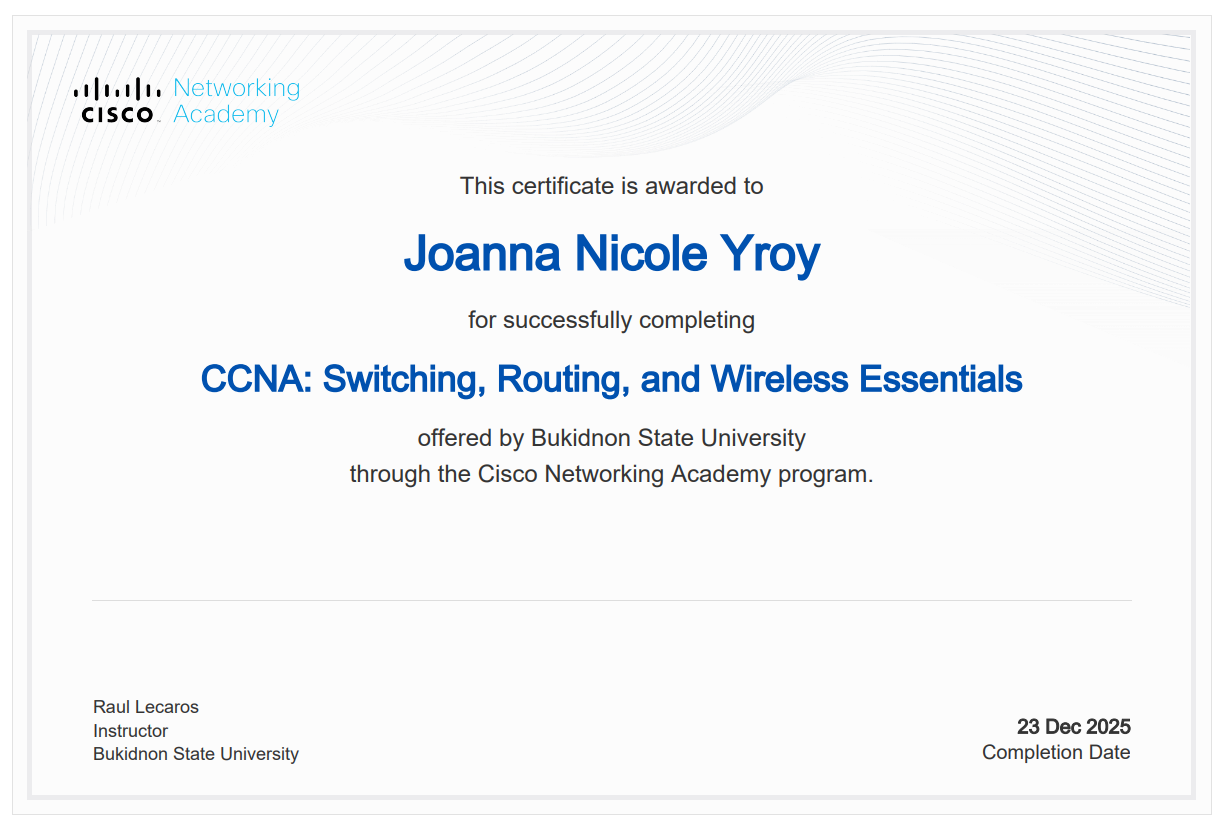 Networking
CISCO Academy
This certificate is awarded to
Joanna Nicole Yroy
for successfully completing
CCNA: Switching, Routing, and Wireless Essentials
offered by Bukidnon State University
through the Cisco Networking Academy program.
Raul Lecaros
Instructor
Bukidnon State University
23 Dec 2025
Completion Date